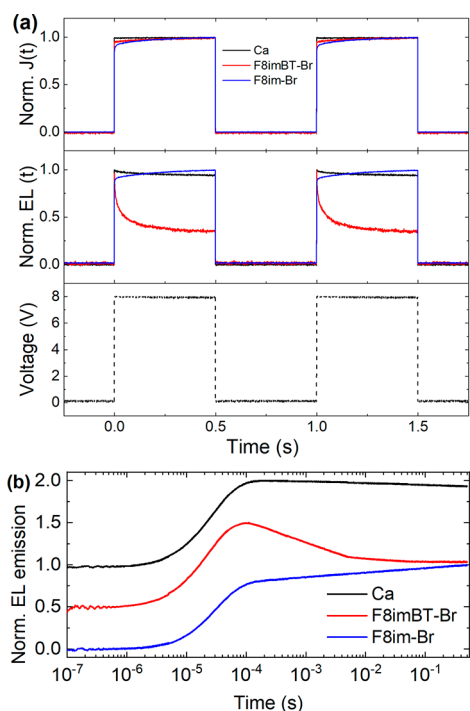 (a)
Norm. J(t)
1.0
0.5
0.0
Ca
F8imBT-Br
F8im-Br
Norm. EL (t)
1.0
0.5
0.0
Voltage (V)
8
6
4
2
0
0.0 0.5 1.0 1.5
Time (s)
(b)
Norm. EL emission
2.0
1.5
1.0
0.5
0.0
Ca
F8imBT-Br
F8im-Br
10⁻⁷ 10⁻⁶ 10⁻⁵ 10⁻⁴ 10⁻³ 10⁻² 10⁻¹
Time (s)